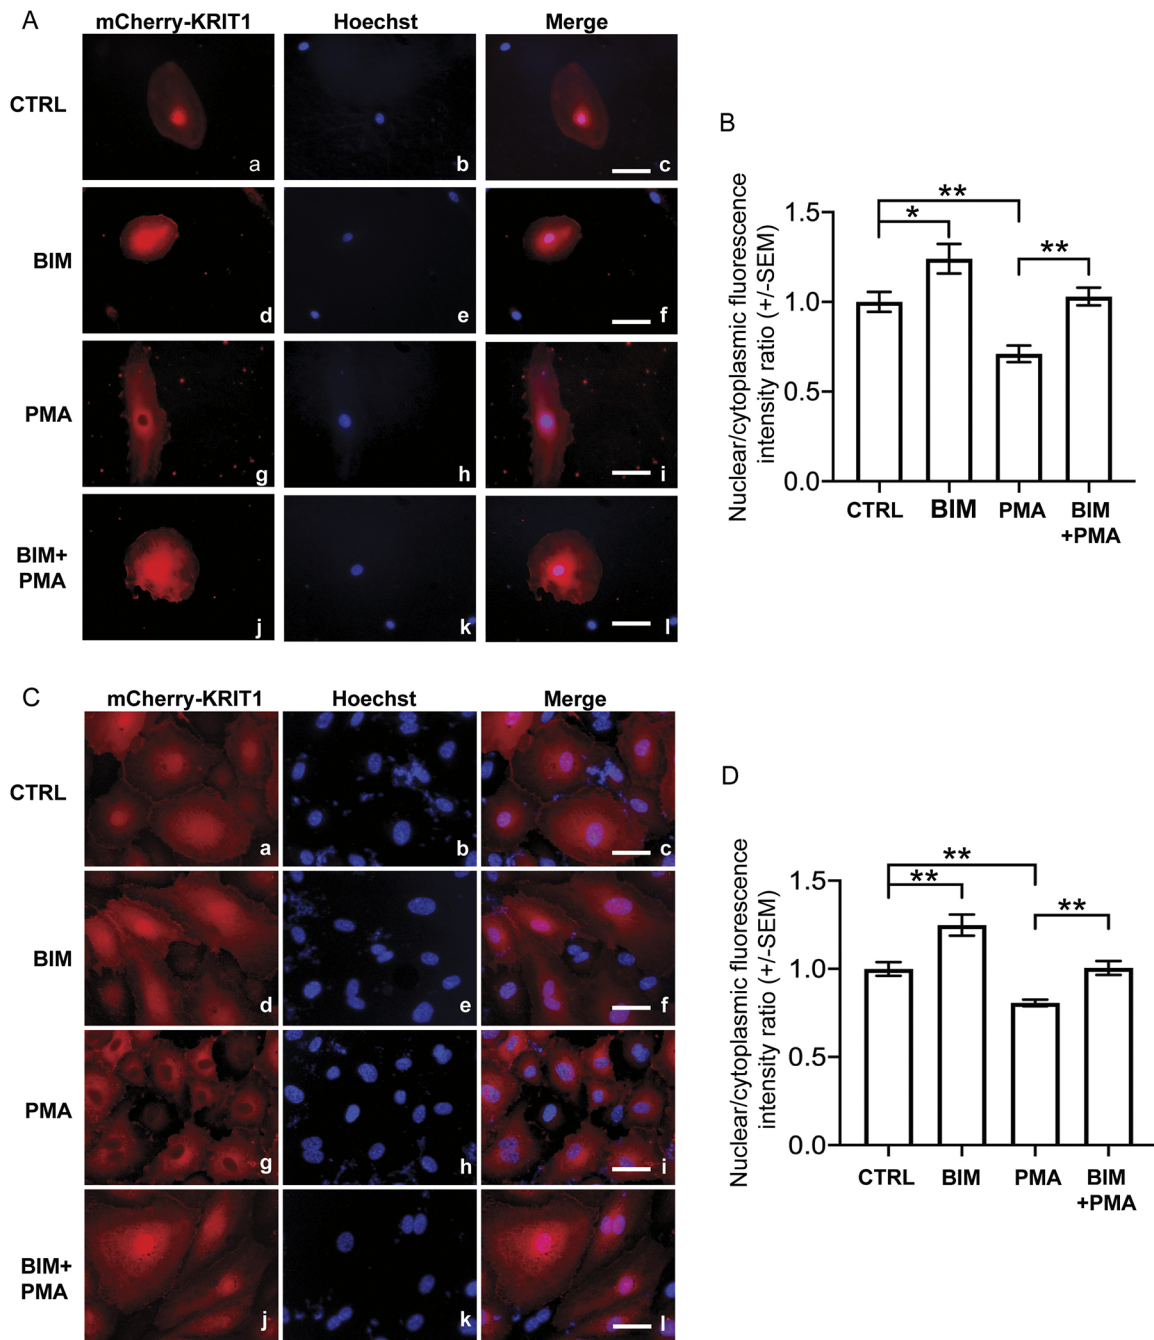 A
mCherry-KRIT1 Hoechst Merge
CTRL
a b c
BIM
d e f
PMA
g h i
BIM+
PMA
j k l
B
Nuclear/cytoplasmic fluorescence
intensity ratio (+/-SEM)
1.5
1.0
0.5
0.0
**
*
**
CTRL BIM PMA BIM
+PMA
C
mCherry-KRIT1 Hoechst Merge
CTRL
a b c
BIM
d e f
PMA
g h i
BIM+
PMA
j k l
D
Nuclear/cytoplasmic fluorescence
intensity ratio (+/-SEM)
1.5
1.0
0.5
0.0
**
**
**
CTRL BIM PMA BIM
+PMA